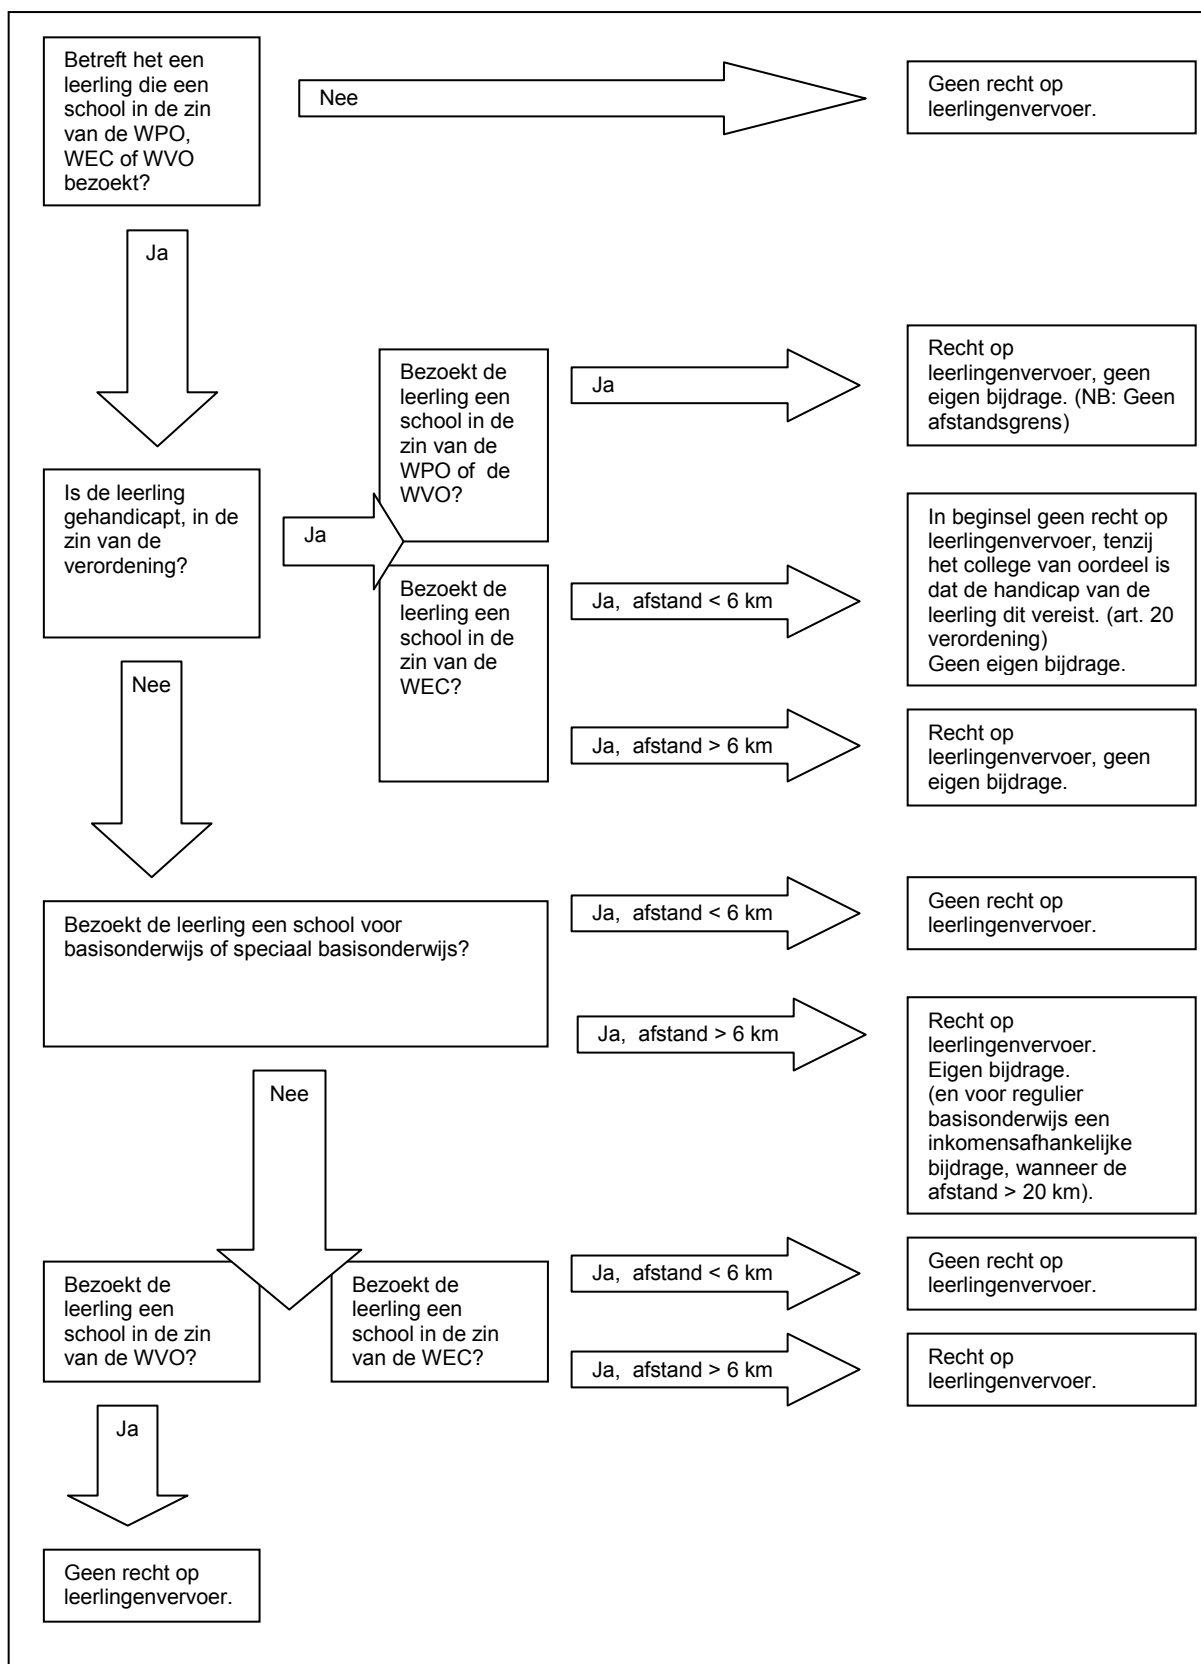 Betreft het een
leerling die een
school in de zin
van de WPO,
WEC of WVO
bezoekt?
Nee
Geen recht op
leerlingenvervoer.
Ja
Bezoekt de
leerling een
school in de
zin van de
WPO of de
WVO?
Ja
Recht op
leerlingenvervoer, geen
eigen bijdrage. (NB: Geen
afstandsgrens)
Is de leerling
gehandicapt, in de
zin van de
verordening?
Ja
Bezoekt de
leerling een
school in de
zin van de
WEC?
Ja, afstand < 6 km
In beginsel geen recht op
leerlingenvervoer, tenzij
het college van oordeel is
dat de handicap van de
leerling dit vereist. (art. 20
verordening)
Geen eigen bijdrage.
Ja, afstand > 6 km
Recht op
leerlingenvervoer, geen
eigen bijdrage.
Nee
Bezoekt de leerling een school voor
basisonderwijs of speciaal basisonderwijs?
Ja, afstand < 6 km
Geen recht op
leerlingenvervoer.
Ja, afstand > 6 km
Recht op
leerlingenvervoer.
Eigen bijdrage.
(en voor regulier
basisonderwijs een
inkomensafhankelijke
bijdrage, wanneer de
afstand > 20 km).
Nee
Bezoekt de
leerling een
school in de zin
van de WVO?
Bezoekt de
leerling een
school in de zin
van de WEC?
Ja, afstand < 6 km
Geen recht op
leerlingenvervoer.
Ja, afstand > 6 km
Recht op
leerlingenvervoer.
Ja
Geen recht op
leerlingenvervoer.